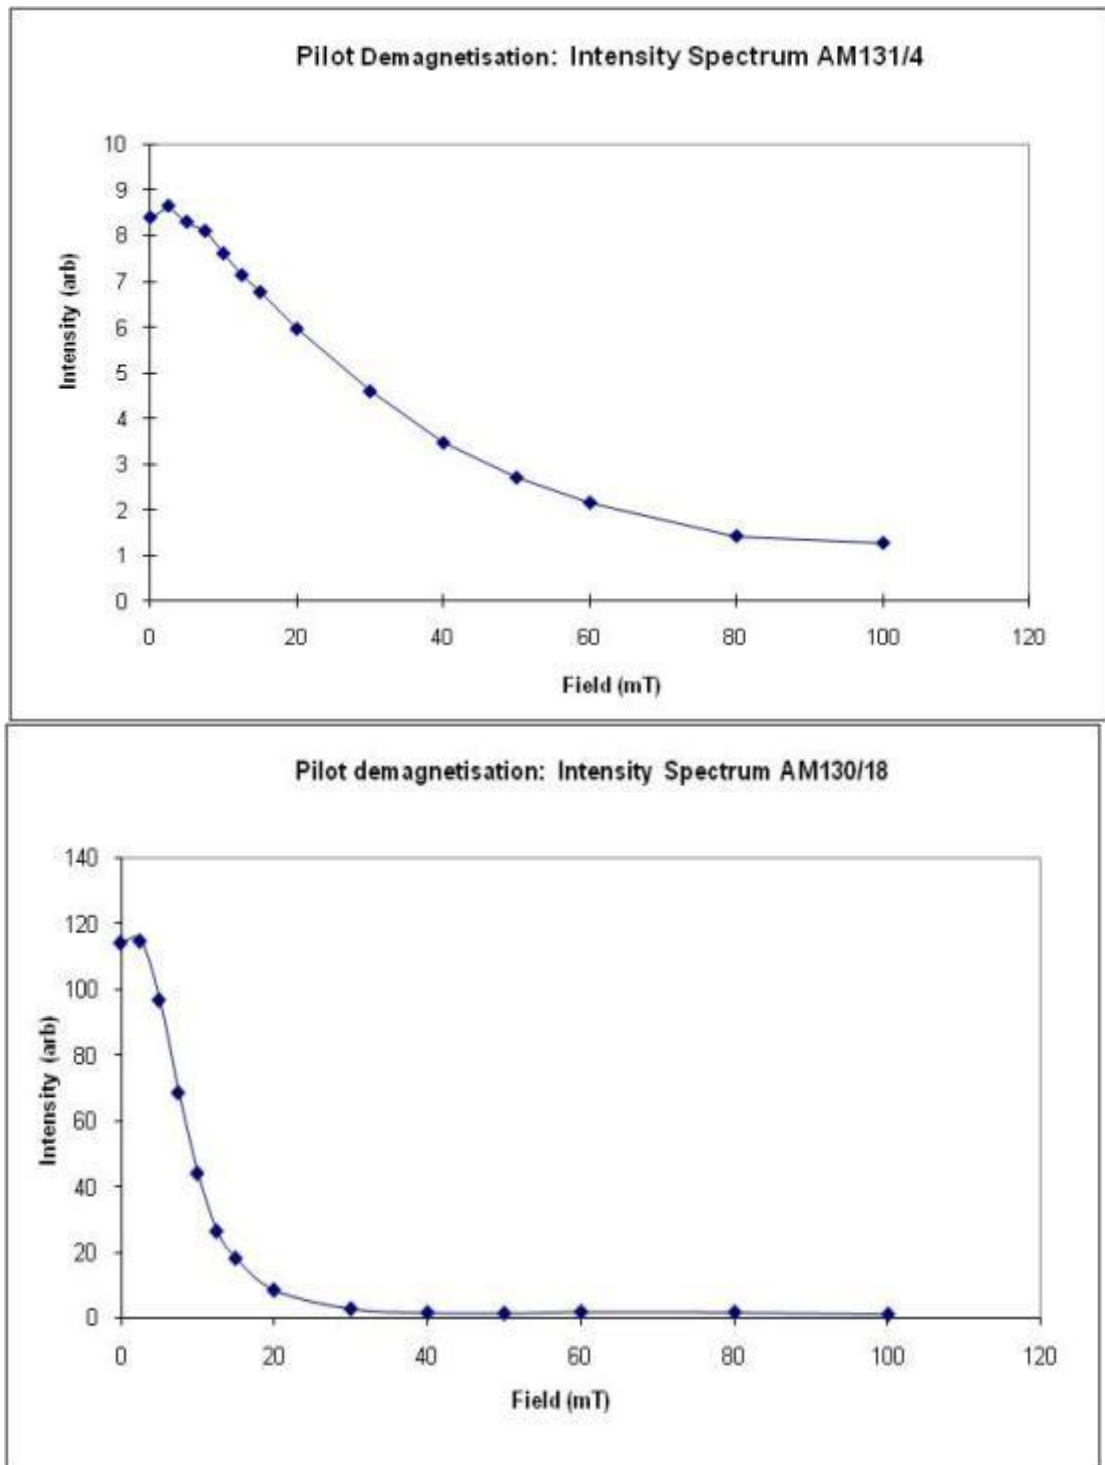 Pilot Demagnetisation: Intensity Spectrum AM131/4
10
9
8
7
6
5
4
3
2
1
0
Intensity (arb)
0 20 40 60 80 100 120
Field (mT)
Pilot demagnetisation: Intensity Spectrum AM130/18
140
120
100
80
60
40
20
0
Intensity (arb)
0 20 40 60 80 100 120
Field (mT)